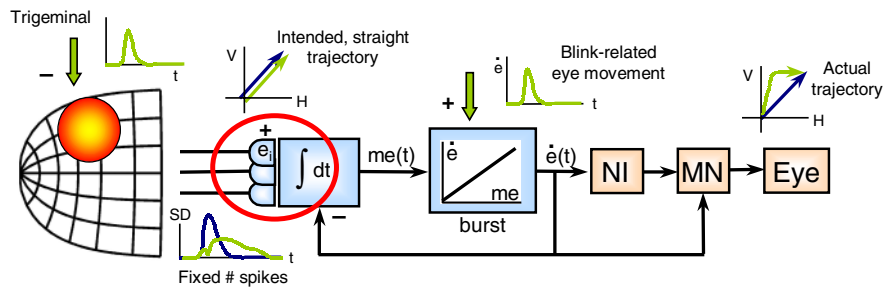 Trigeminal
−
t
Intended, straight
trajectory
V
H
+
e_i
∫ dt
−
SD
t
Fixed # spikes
me(t)
+
ė
t
Blink-related
eye movement
ė
me
burst
ė(t)
NI
MN
Eye
V
H
Actual
trajectory